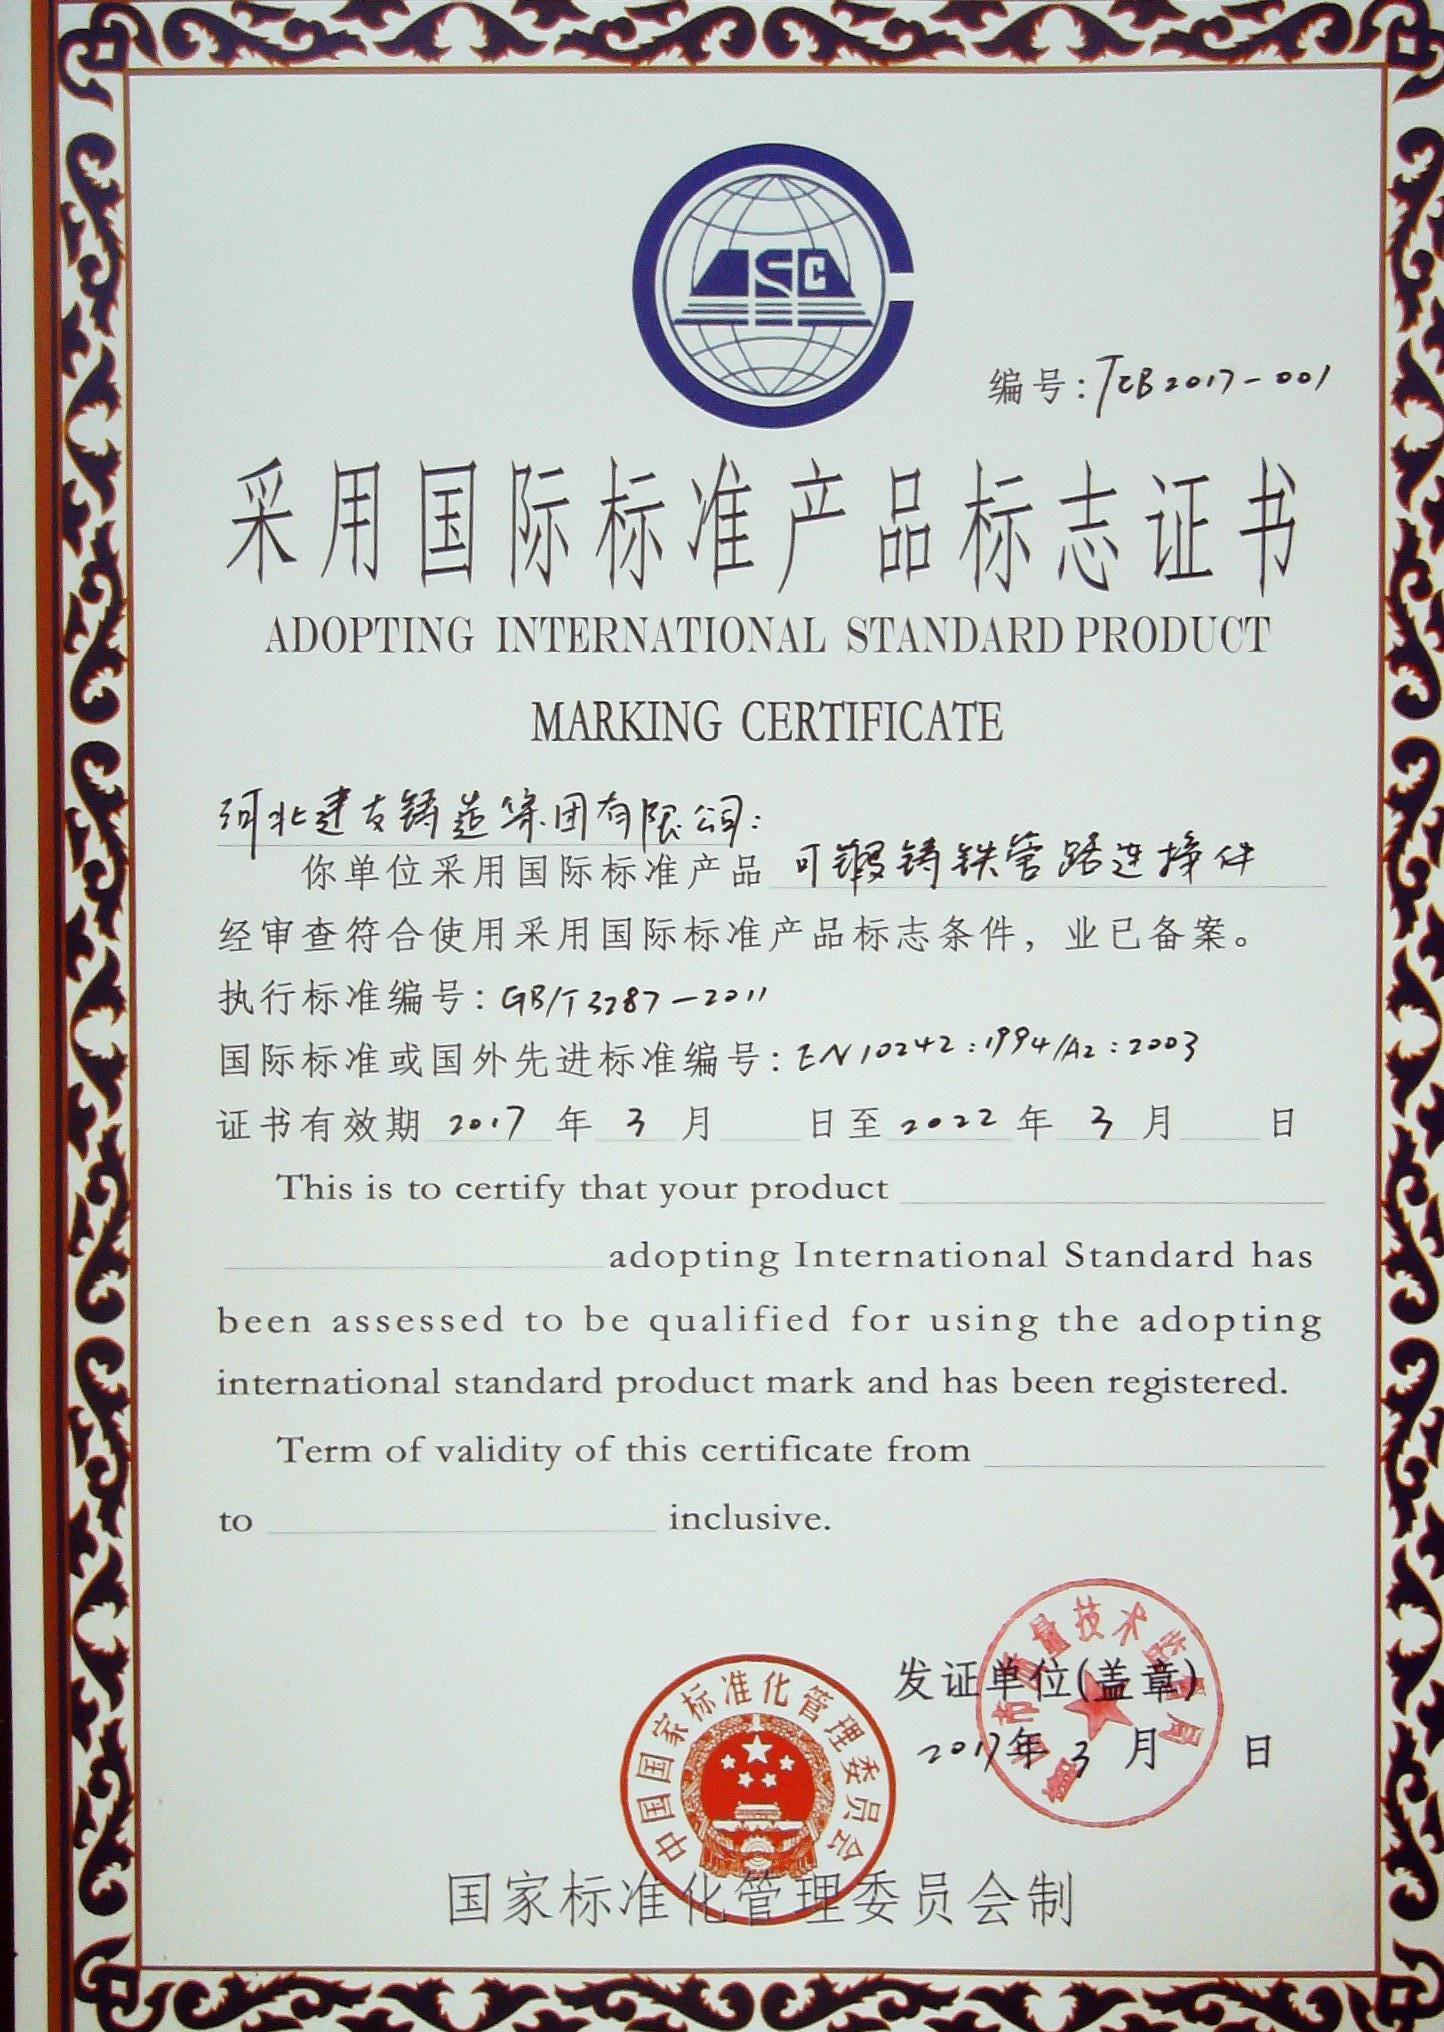 ASC
编号:TCB2017-001
采用国际标准产品标志证书
ADOPTING INTERNATIONAL STANDARD PRODUCT
MARKING CERTIFICATE
河北建支铸造集团有限公司:
你单位采用国际标准产品 可锻铸铁管路连接件
经审查符合使用采用国际标准产品标志条件，业已备案。
执行标准编号:GB/T3287-2011
国际标准或国外先进标准编号:EN10242:1994/A2:2003
证书有效期 2017 年 3 月 日至 2022 年 3 月 日
This is to certify that your product
adopting International Standard has
been assessed to be qualified for using the adopting
international standard product mark and has been registered.
Term of validity of this certificate from
to inclusive.
市质量技术监督局
发证单位(盖章)
2017年 3 月 日
中国国家标准化管理委员会
国家标准化管理委员会制